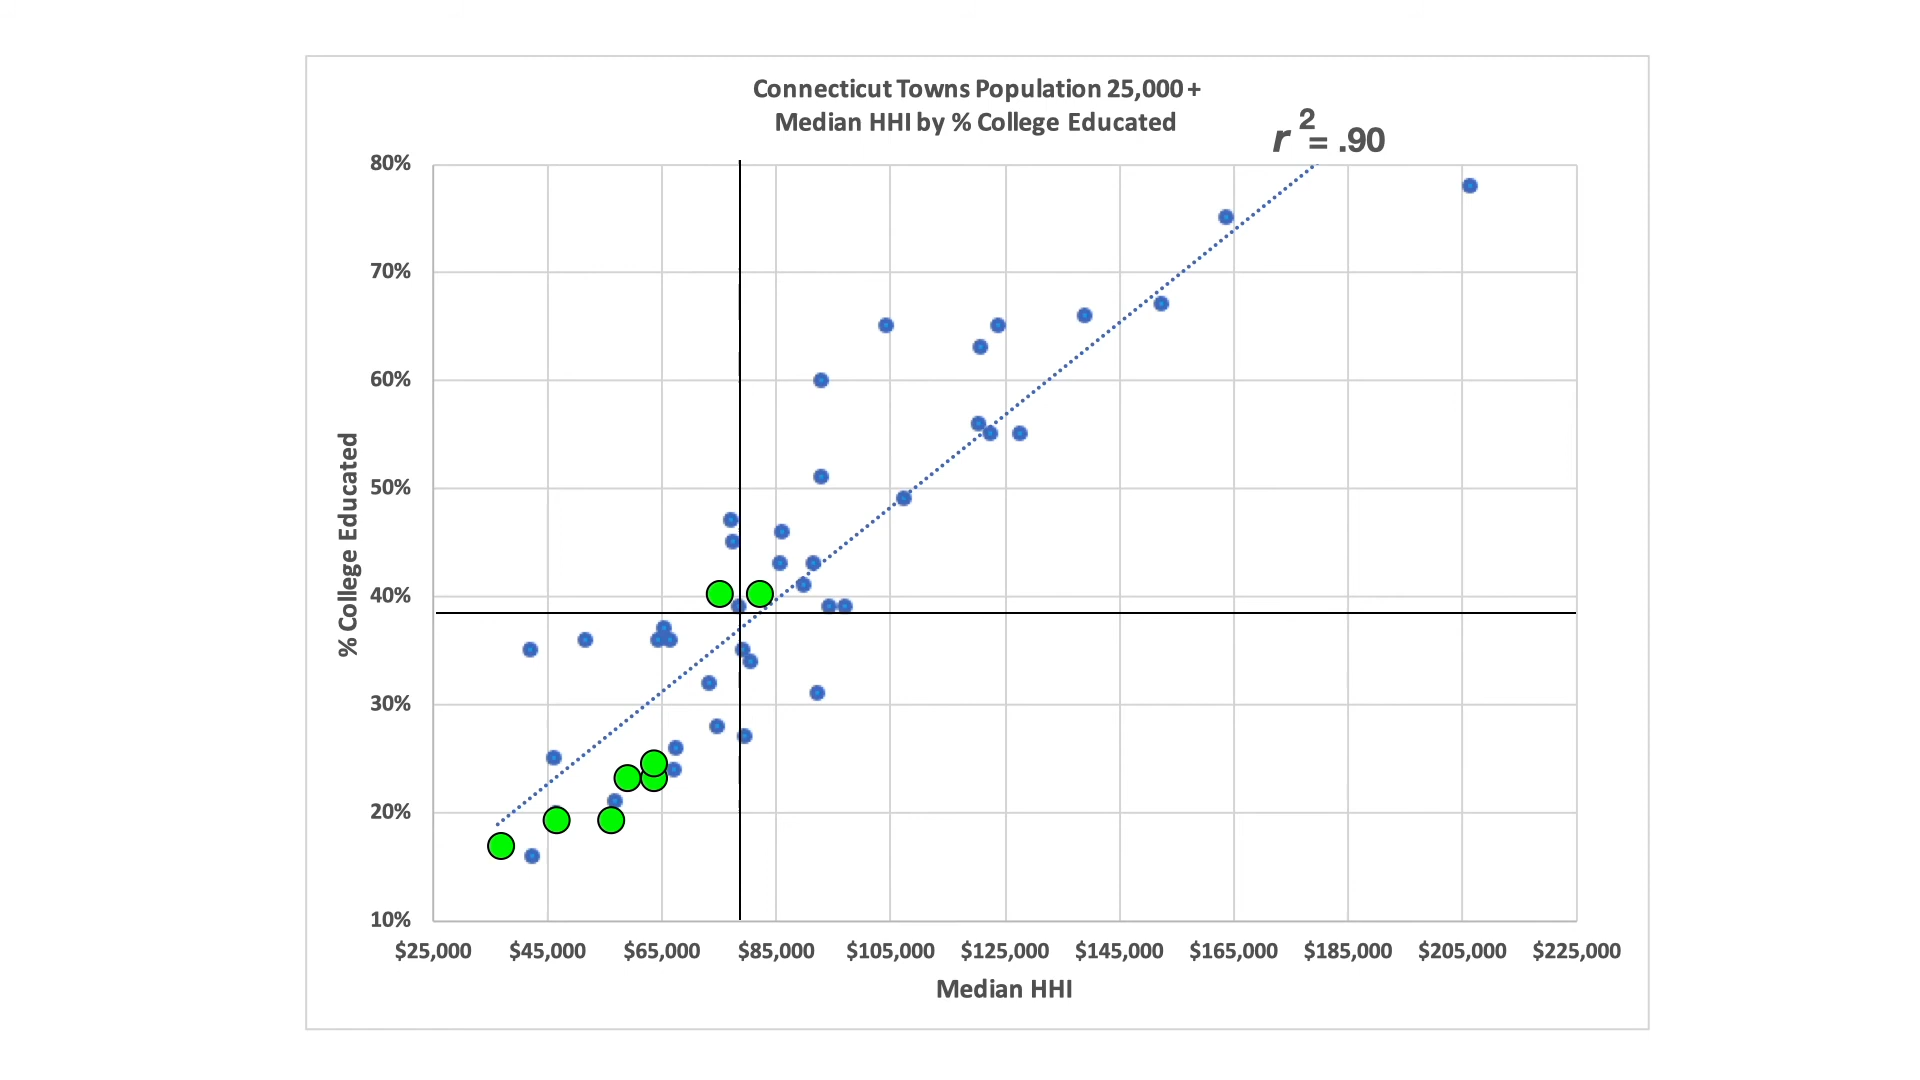 Connecticut Towns Population 25,000 +
Median HHI by % College Educated
r 2 = .90
80%
70%
60%
50%
40%
30%
20%
10%
% College Educated
$25,000 $45,000 $65,000 $85,000 $105,000 $125,000 $145,000 $165,000 $185,000 $205,000 $225,000
Median HHI